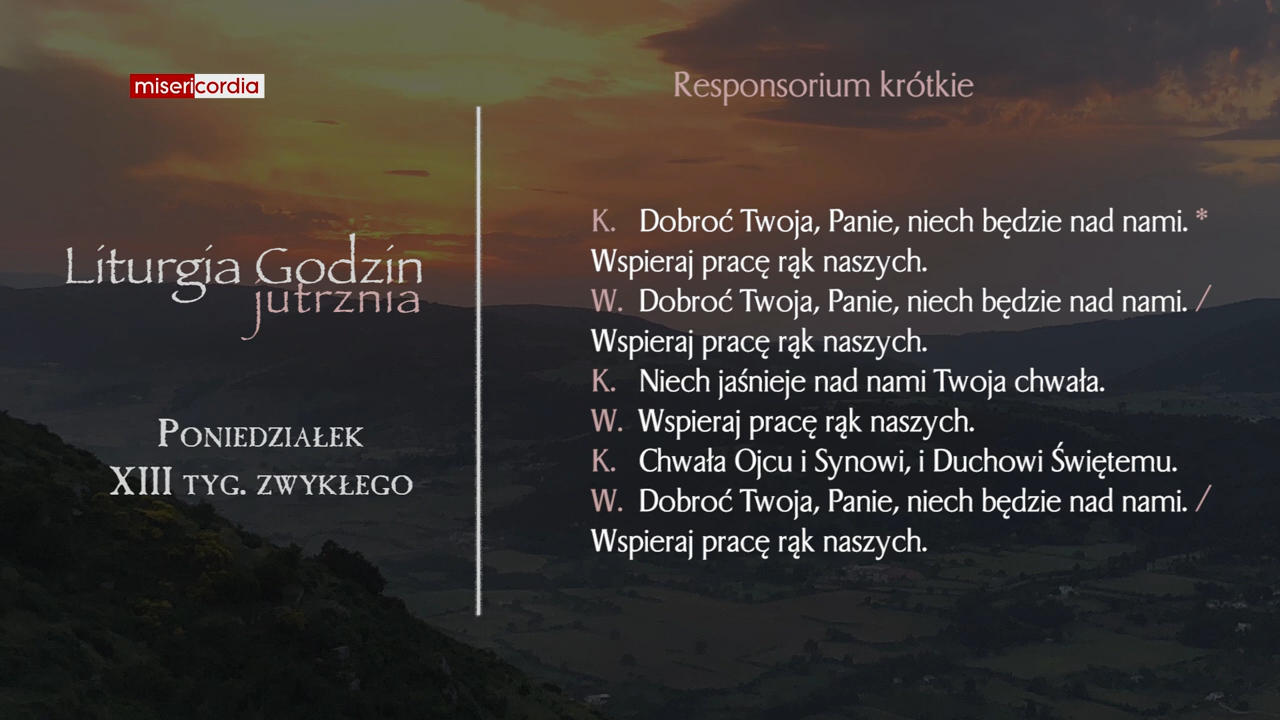 misericordia
Responsorium krótkie
Liturgia Godzin
jutrznia
Poniedziałek
XIII tyg. zwykłego
K. Dobroć Twoja, Panie, niech będzie nad nami. *
Wspieraj pracę rąk naszych.
W. Dobroć Twoja, Panie, niech będzie nad nami. /
Wspieraj pracę rąk naszych.
K. Niech jaśnieje nad nami Twoja chwała.
W. Wspieraj pracę rąk naszych.
K. Chwała Ojcu i Synowi, i Duchowi Świętemu.
W. Dobroć Twoja, Panie, niech będzie nad nami. /
Wspieraj pracę rąk naszych.